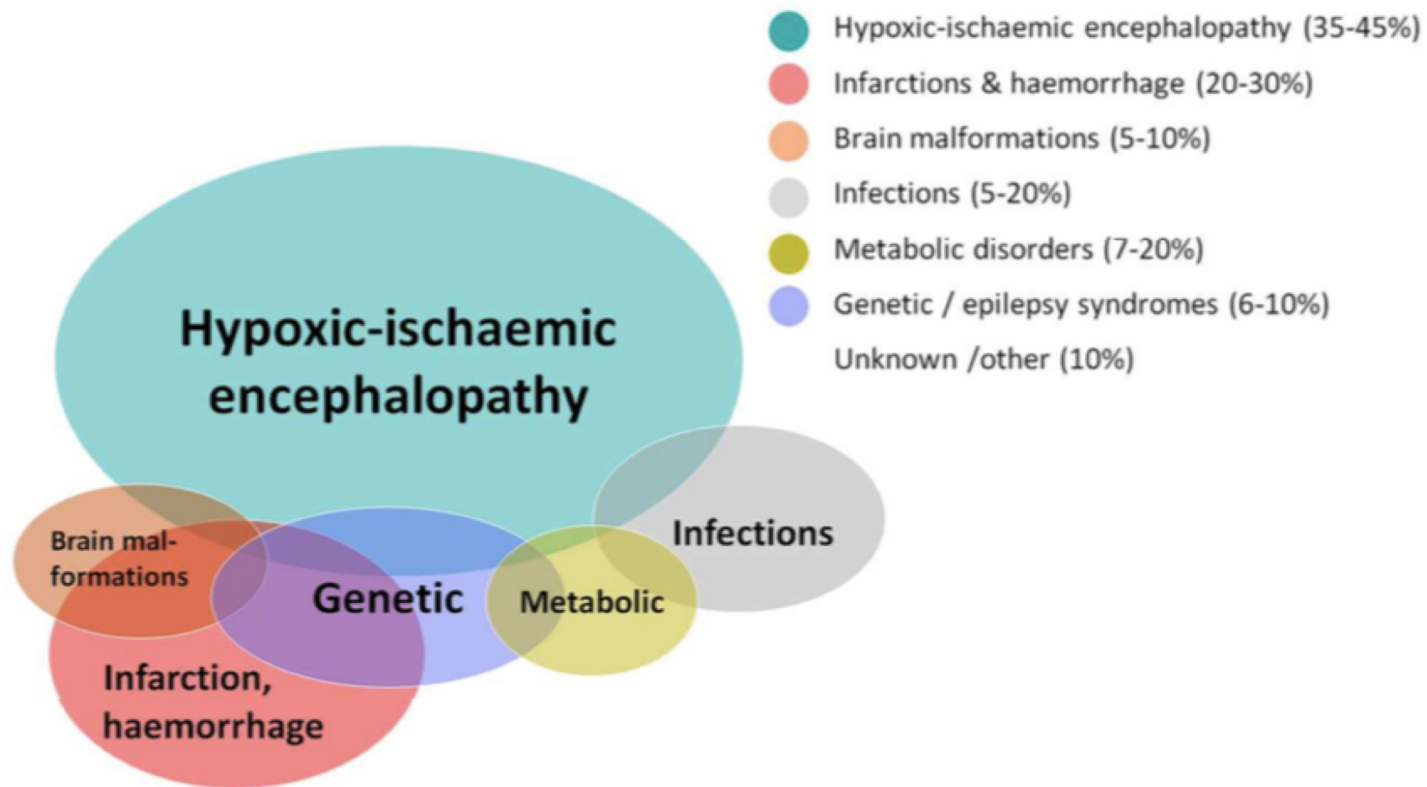 Hypoxic-ischaemic encephalopathy (35-45%)
Infarctions & haemorrhage (20-30%)
Brain malformations (5-10%)
Infections (5-20%)
Metabolic disorders (7-20%)
Genetic / epilepsy syndromes (6-10%)
Unknown /other (10%)
Hypoxic-ischaemic
encephalopathy
Brain mal-
formations
Genetic
Metabolic
Infections
Infarction,
haemorrhage